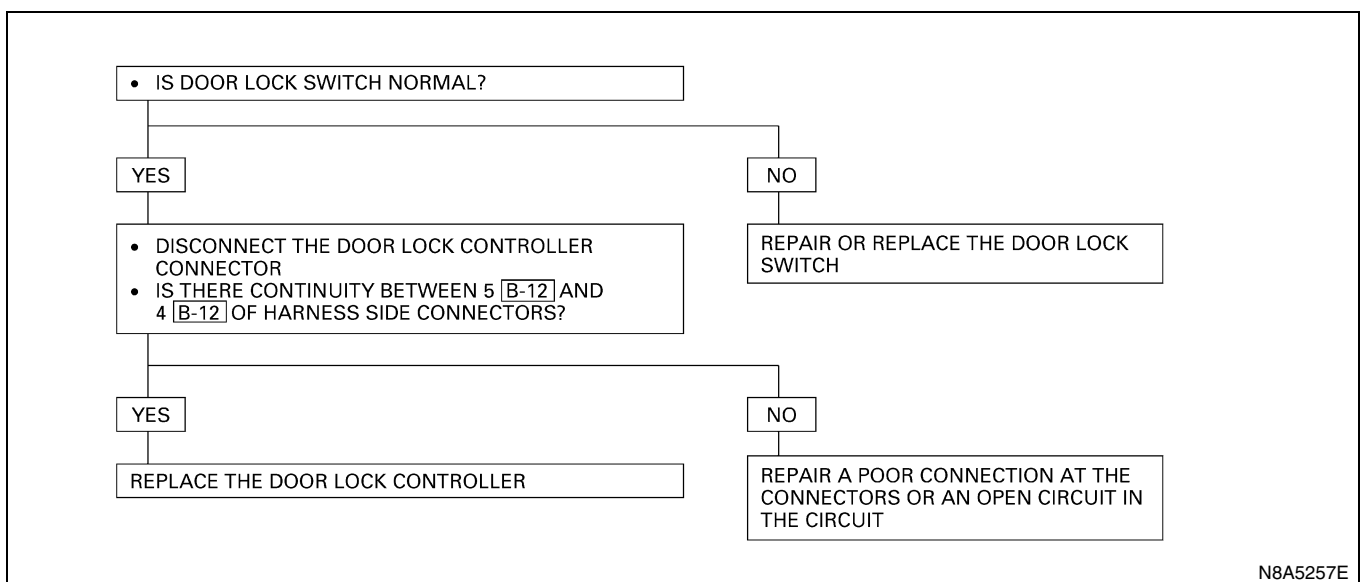 • IS DOOR LOCK SWITCH NORMAL?
YES
NO
• DISCONNECT THE DOOR LOCK CONTROLLER
CONNECTOR
• IS THERE CONTINUITY BETWEEN 5 B-12 AND
4 B-12 OF HARNESS SIDE CONNECTORS?
REPAIR OR REPLACE THE DOOR LOCK
SWITCH
YES
NO
REPLACE THE DOOR LOCK CONTROLLER
REPAIR A POOR CONNECTION AT THE
CONNECTORS OR AN OPEN CIRCUIT IN
THE CIRCUIT
N8A5257E